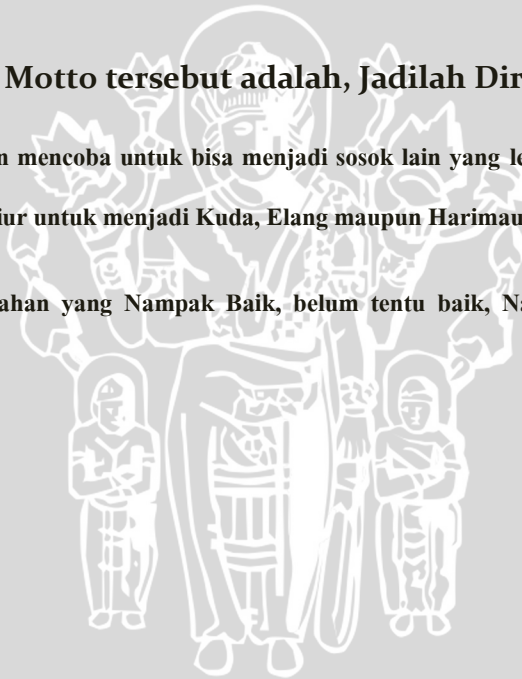 Motto tersebut adalah, Jadilah Dir
n mencoba untuk bisa menjadi sosok lain yang le
iur untuk menjadi Kuda, Elang maupun Harimau
ahan yang Nampak Baik, belum tentu baik, Na